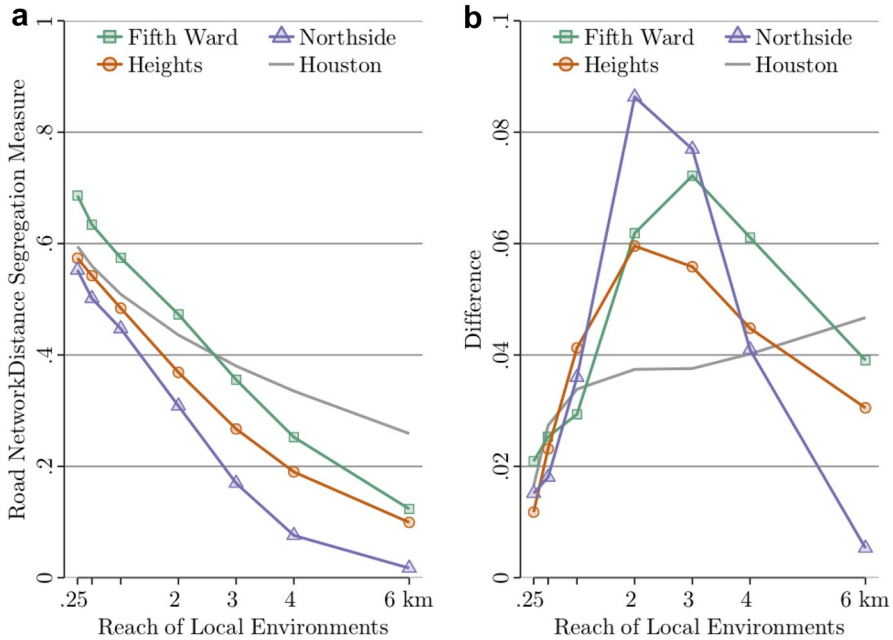 a
1
.8
.6
.4
.2
0
Road NetworkDistance Segregation Measure
Fifth Ward
Northside
Heights
Houston
.25
2
3
4
6 km
Reach of Local Environments
b
.1
.08
.06
.04
.02
0
Difference
Fifth Ward
Northside
Heights
Houston
.25
2
3
4
6 km
Reach of Local Environments